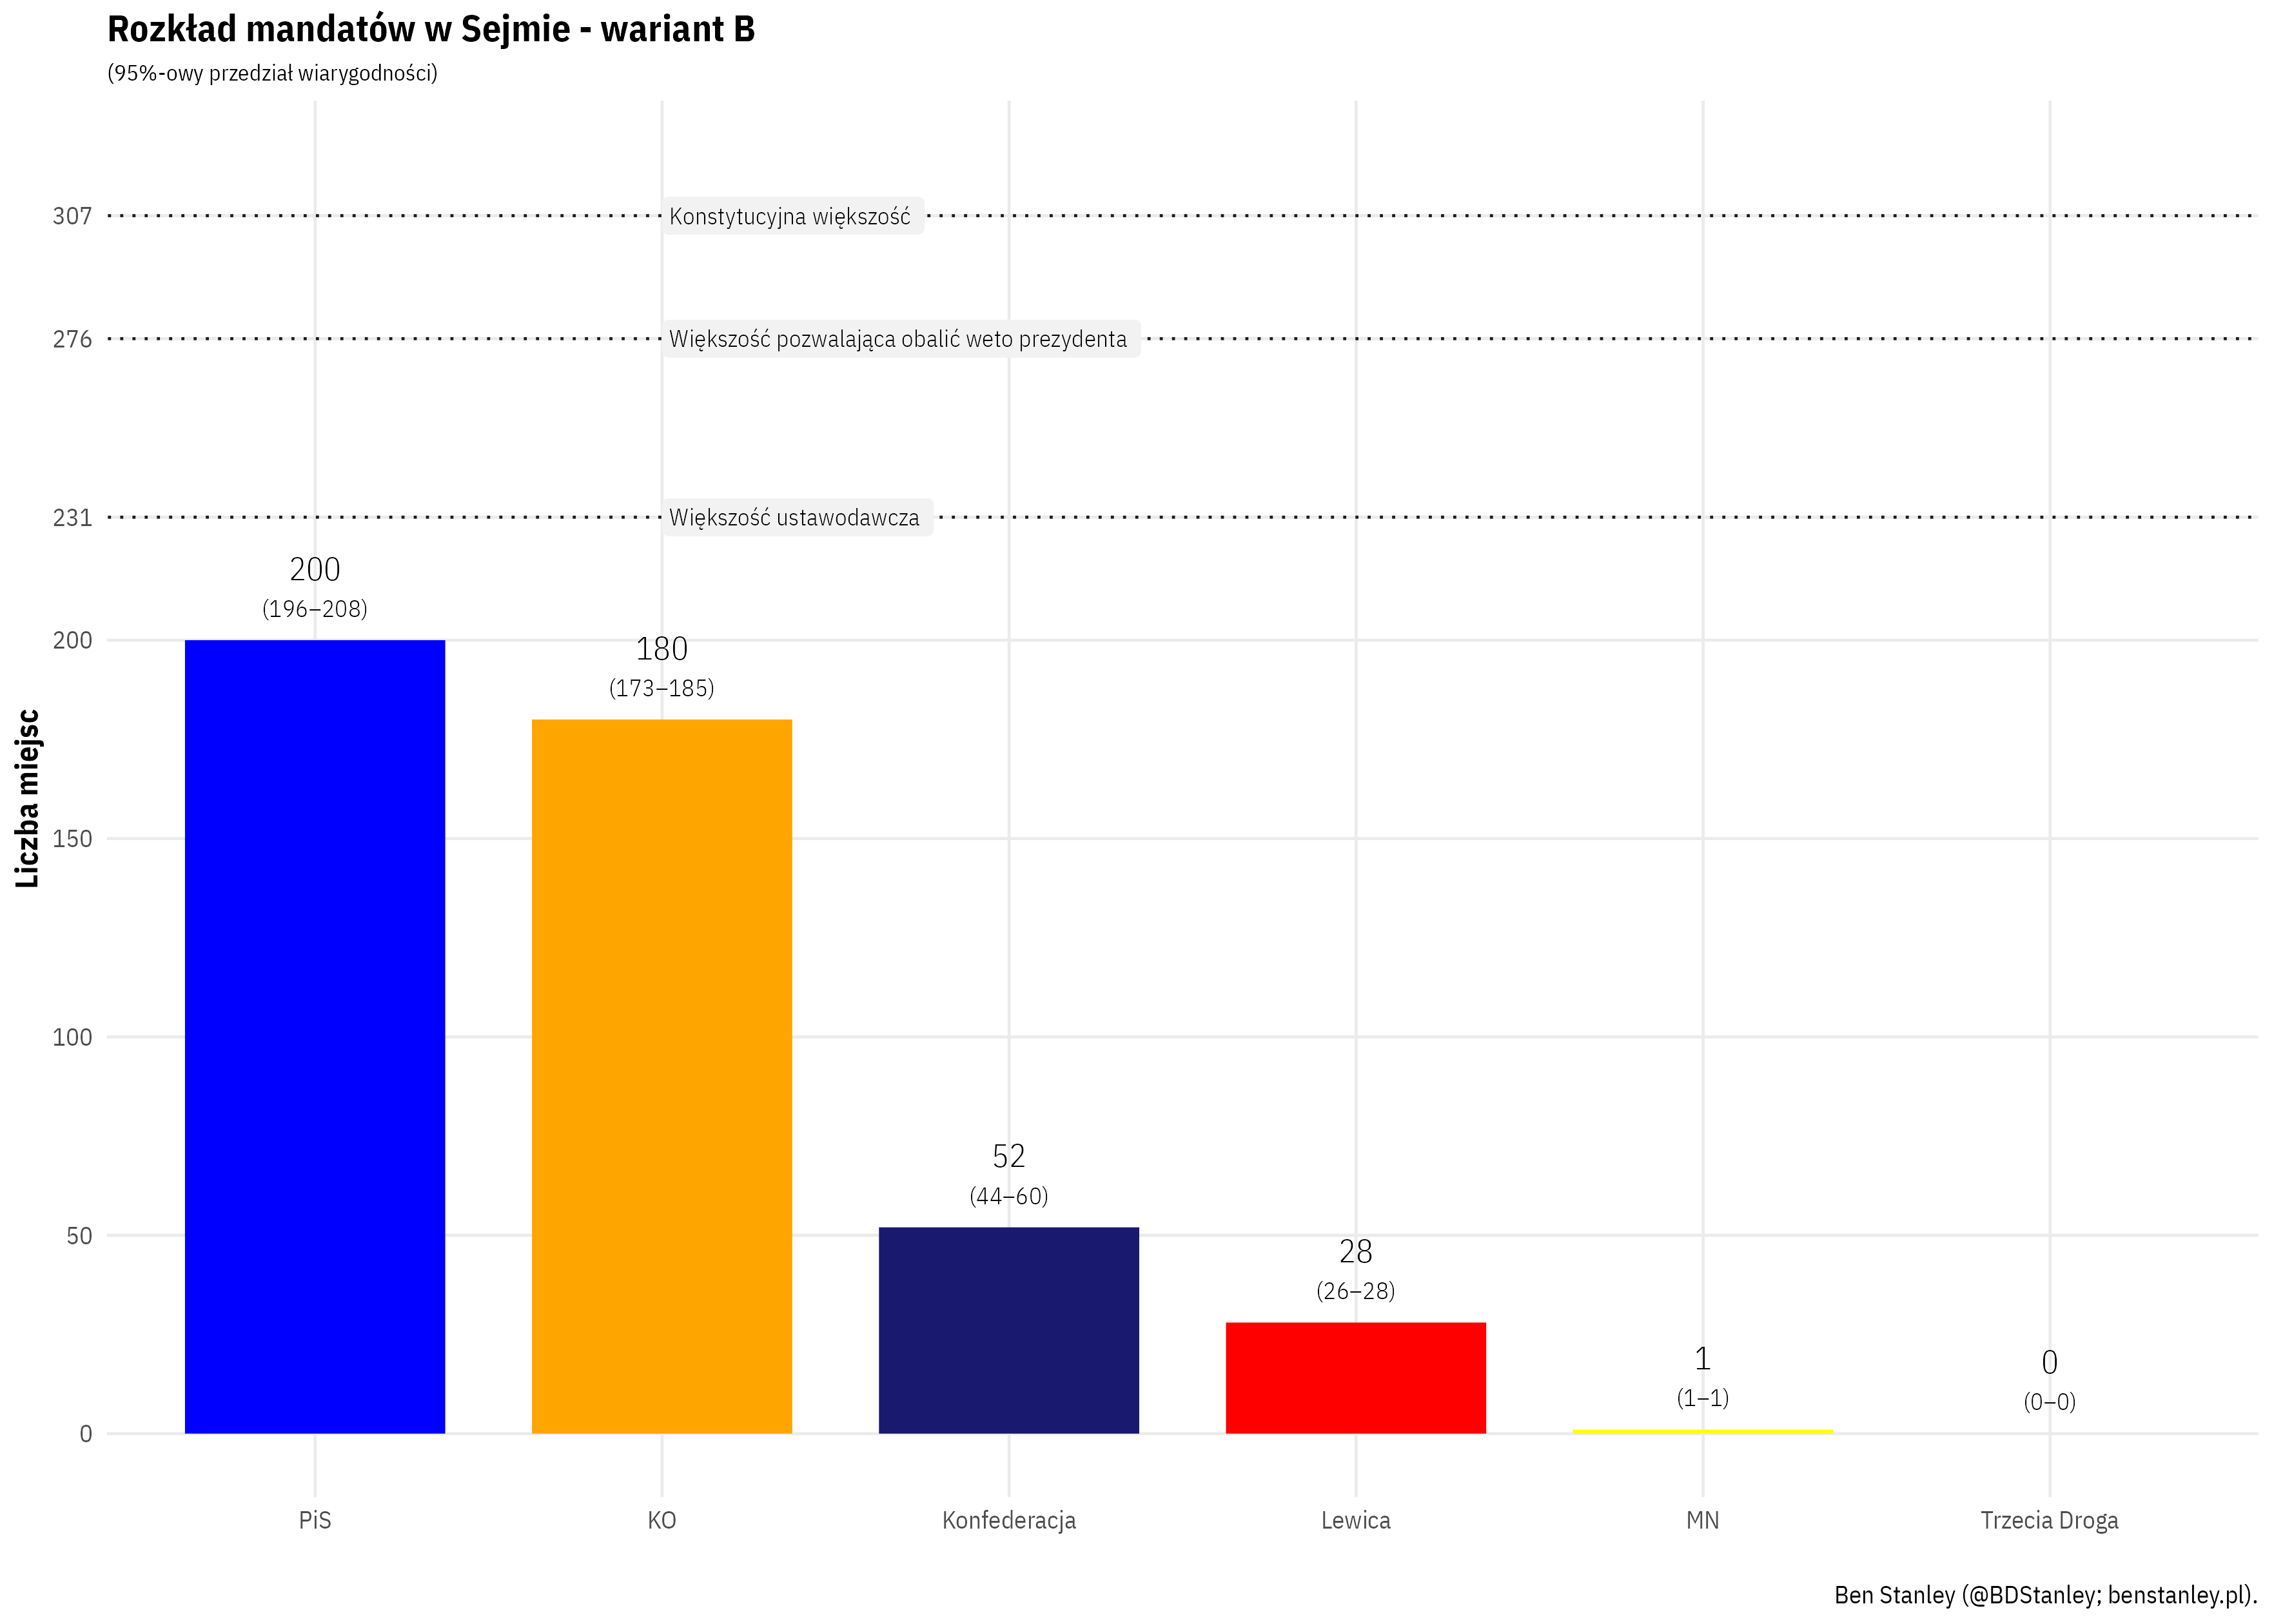 Rozkład mandatów w Sejmie - wariant B
(95%-owy przedział wiarygodności)
307
Konstytucyjna większość
276
Większość pozwalająca obalić weto prezydenta
231
Większość ustawodawcza
200
(196–208)
200
180
(173–185)
Liczba miejsc
150
100
52
(44–60)
50
28
(26–28)
1
(1–1)
0
(0–0)
0
PiS
KO
Konfederacja
Lewica
MN
Trzecia Droga
Ben Stanley (@BDStanley; benstanley.pl).